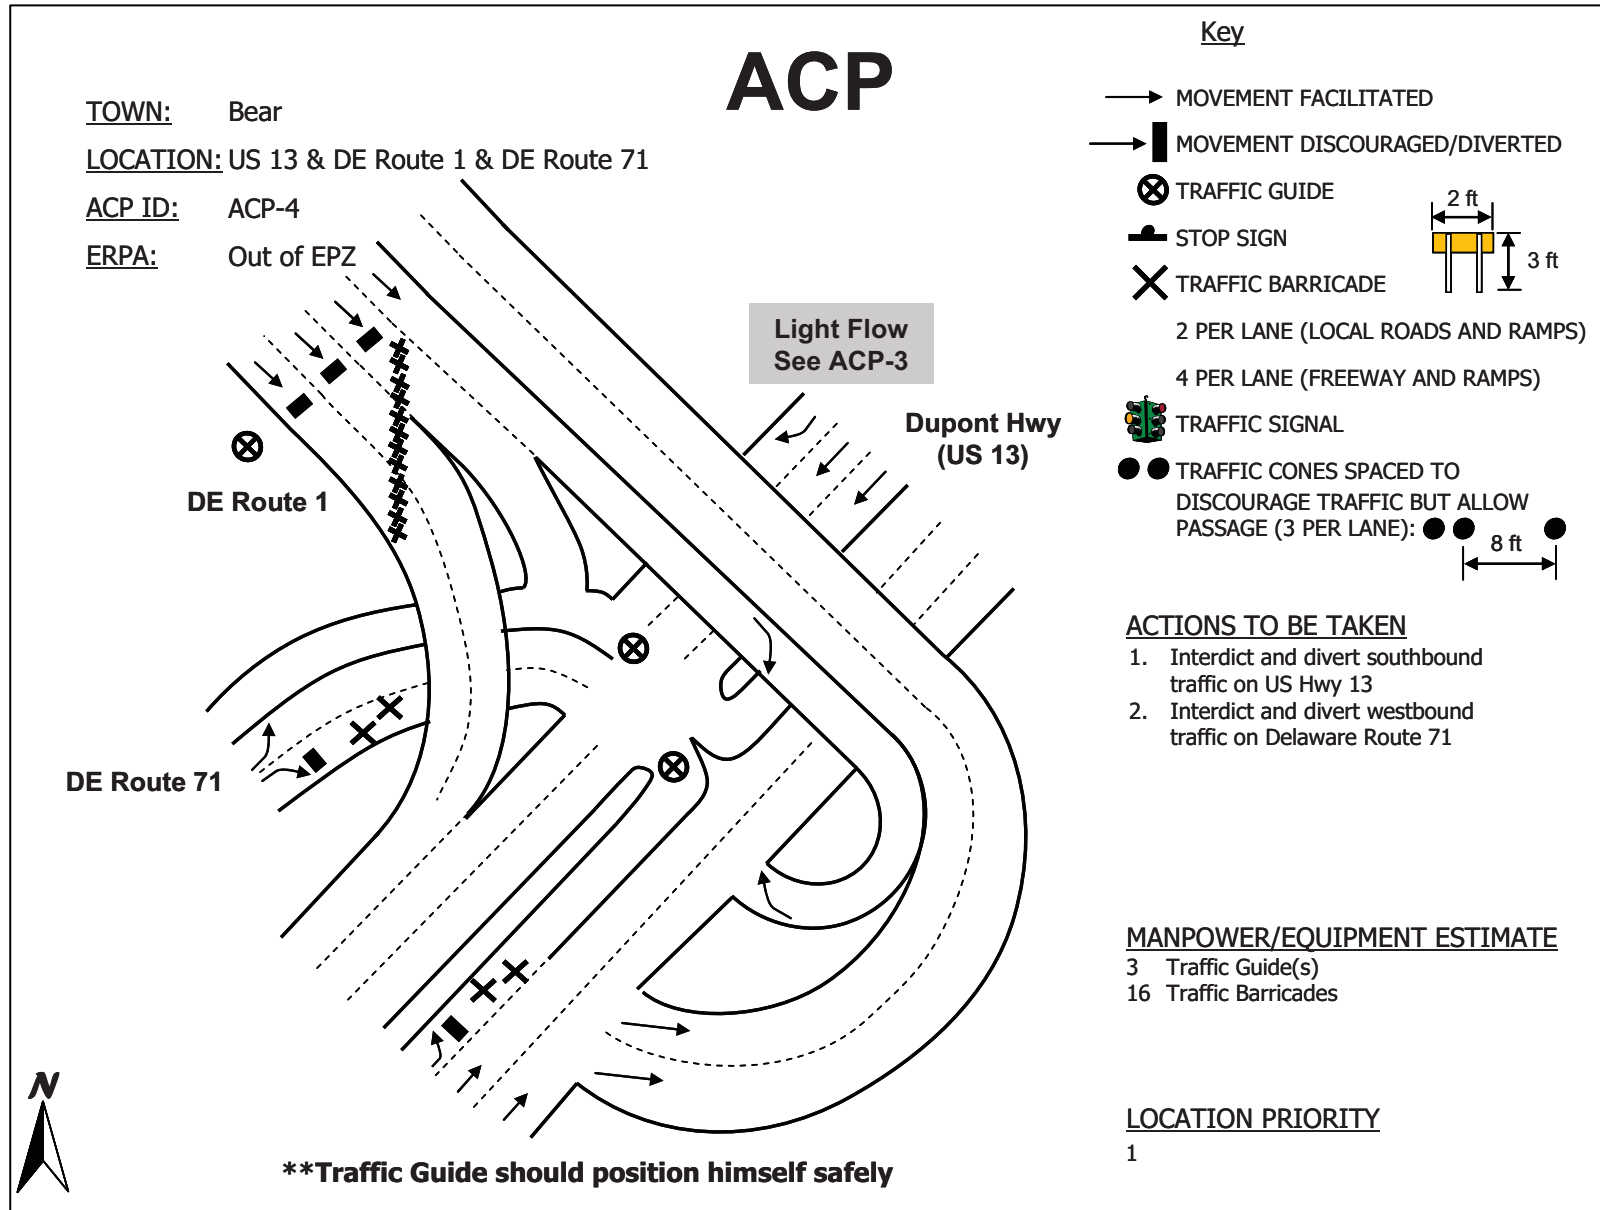 ACP
TOWN: Bear
LOCATION: US 13 & DE Route 1 & DE Route 71
ACP ID: ACP-4
ERPA: Out of EPZ
Light Flow
See ACP-3
Dupont Hwy
(US 13)
DE Route 1
DE Route 71
N
**Traffic Guide should position himself safely
Key
MOVEMENT FACILITATED
MOVEMENT DISCOURAGED/DIVERTED
TRAFFIC GUIDE
2 ft
STOP SIGN
3 ft
TRAFFIC BARRICADE
2 PER LANE (LOCAL ROADS AND RAMPS)
4 PER LANE (FREEWAY AND RAMPS)
TRAFFIC SIGNAL
TRAFFIC CONES SPACED TO
DISCOURAGE TRAFFIC BUT ALLOW
PASSAGE (3 PER LANE):
8 ft
ACTIONS TO BE TAKEN
1. Interdict and divert southbound
traffic on US Hwy 13
2. Interdict and divert westbound
traffic on Delaware Route 71
MANPOWER/EQUIPMENT ESTIMATE
3 Traffic Guide(s)
16 Traffic Barricades
LOCATION PRIORITY
1